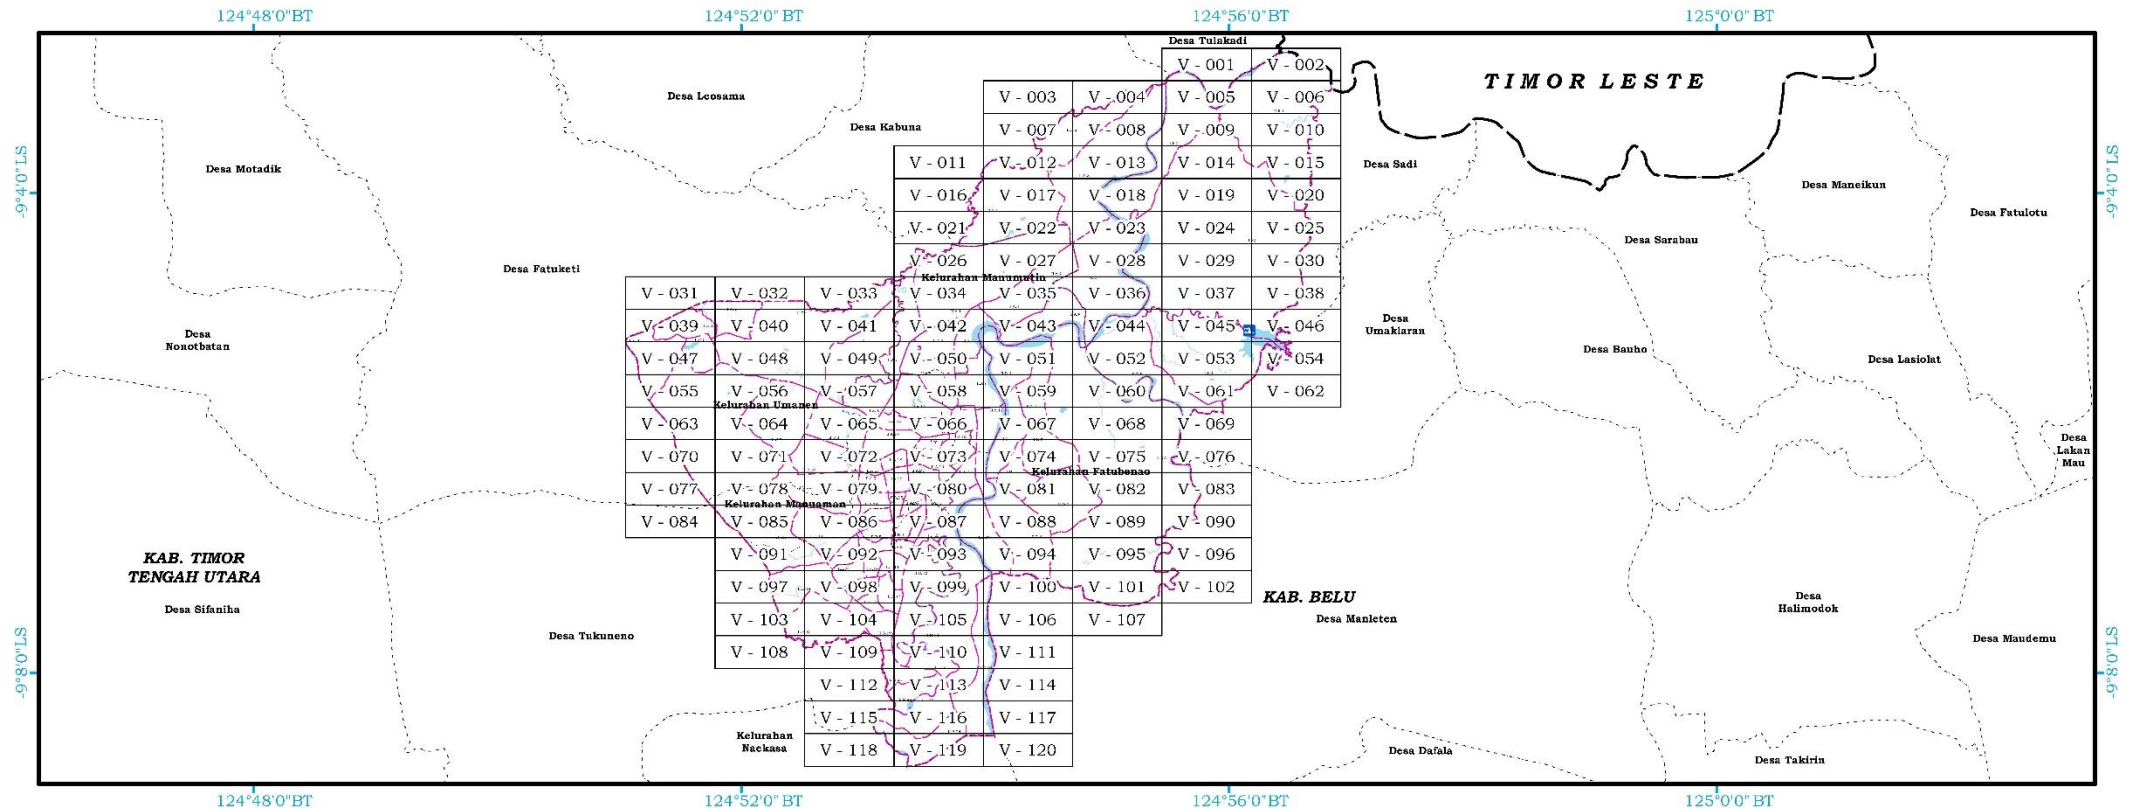 124°48'0"BT 124°52'0"BT 124°56'0"BT 125°0'0"BT
Desa Tulakadi
V - 001 V - 002
TIMOR LESTE
Desa Leosama
V - 003 V - 004 V - 005 V - 006
Desa Kabuna
V - 007 V - 008 V - 009 V - 010
-9°4'0"LS
Desa Motadik
V - 011 V - 012 V - 013 V - 014 V - 015
Desa Sadi
-9°4'0"LS
Desa Maneikun
V - 016 V - 017 V - 018 V - 019 V - 020
Desa Fatulotu
V - 021 V - 022 V - 023 V - 024 V - 025
Desa Sarabau
Desa Fatuketi
V - 026 V - 027 V - 028 V - 029 V - 030
Kelurahan Manumutin
V - 031 V - 032 V - 033 V - 034 V - 035 V - 036 V - 037 V - 038
Desa
Nonotbatan
V - 039 V - 040 V - 041 V - 042 V - 043 V - 044 V - 045 V - 046
Desa
Umaklaran
Desa Bauho
V - 047 V - 048 V - 049 V - 050 V - 051 V - 052 V - 053 V - 054
Desa Lasiolat
V - 055 V - 056 V - 057 V - 058 V - 059 V - 060 V - 061 V - 062
Kelurahan Umanen
V - 063 V - 064 V - 065 V - 066 V - 067 V - 068 V - 069
Desa
Lakan
Mau
V - 070 V - 071 V - 072 V - 073 V - 074 V - 075 V - 076
Kelurahan Fatubenao
V - 077 V - 078 V - 079 V - 080 V - 081 V - 082 V - 083
Kelurahan Manuaman
V - 084 V - 085 V - 086 V - 087 V - 088 V - 089 V - 090
KAB. TIMOR
TENGAH UTARA
V - 091 V - 092 V - 093 V - 094 V - 095 V - 096
V - 097 V - 098 V - 099 V - 100 V - 101 V - 102
KAB. BELU
Desa
Halimodok
Desa Sifaniha
V - 103 V - 104 V - 105 V - 106 V - 107
Desa Manleten
Desa Tukuneno
Desa Maudemu
V - 108 V - 109 V - 110 V - 111
-9°8'0"LS
V - 112 V - 113 V - 114
-9°8'0"LS
V - 115 V - 116 V - 117
Kelurahan
Naekasa
V - 118 V - 119 V - 120
Desa Dafala
Desa Takirin
124°48'0"BT 124°52'0"BT 124°56'0"BT 125°0'0"BT